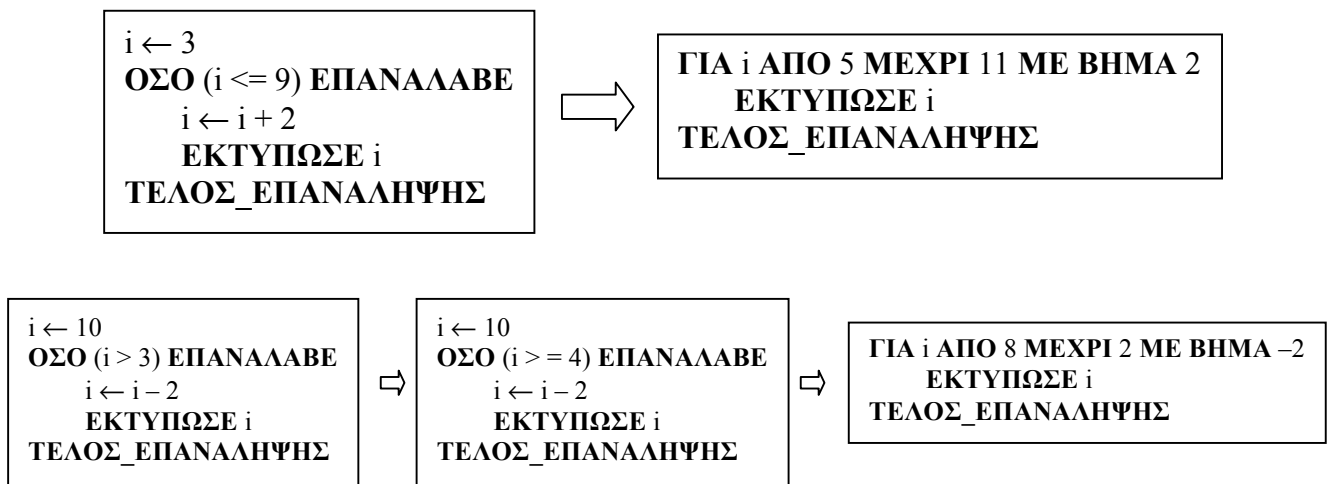 i ← 3
ΟΣΟ (i <= 9) ΕΠΑΝΑΛΑΒΕ
i ← i + 2
ΕΚΤΥΠΩΣΕ i
ΤΕΛΟΣ_ΕΠΑΝΑΛΗΨΗΣ
ΓΙΑ i ΑΠΟ 5 ΜΕΧΡΙ 11 ΜΕ ΒΗΜΑ 2
ΕΚΤΥΠΩΣΕ i
ΤΕΛΟΣ_ΕΠΑΝΑΛΗΨΗΣ
i ← 10
ΟΣΟ (i > 3) ΕΠΑΝΑΛΑΒΕ
i ← i – 2
ΕΚΤΥΠΩΣΕ i
ΤΕΛΟΣ_ΕΠΑΝΑΛΗΨΗΣ
i ← 10
ΟΣΟ (i > = 4) ΕΠΑΝΑΛΑΒΕ
i ← i – 2
ΕΚΤΥΠΩΣΕ i
ΤΕΛΟΣ_ΕΠΑΝΑΛΗΨΗΣ
ΓΙΑ i ΑΠΟ 8 ΜΕΧΡΙ 2 ΜΕ ΒΗΜΑ –2
ΕΚΤΥΠΩΣΕ i
ΤΕΛΟΣ_ΕΠΑΝΑΛΗΨΗΣ